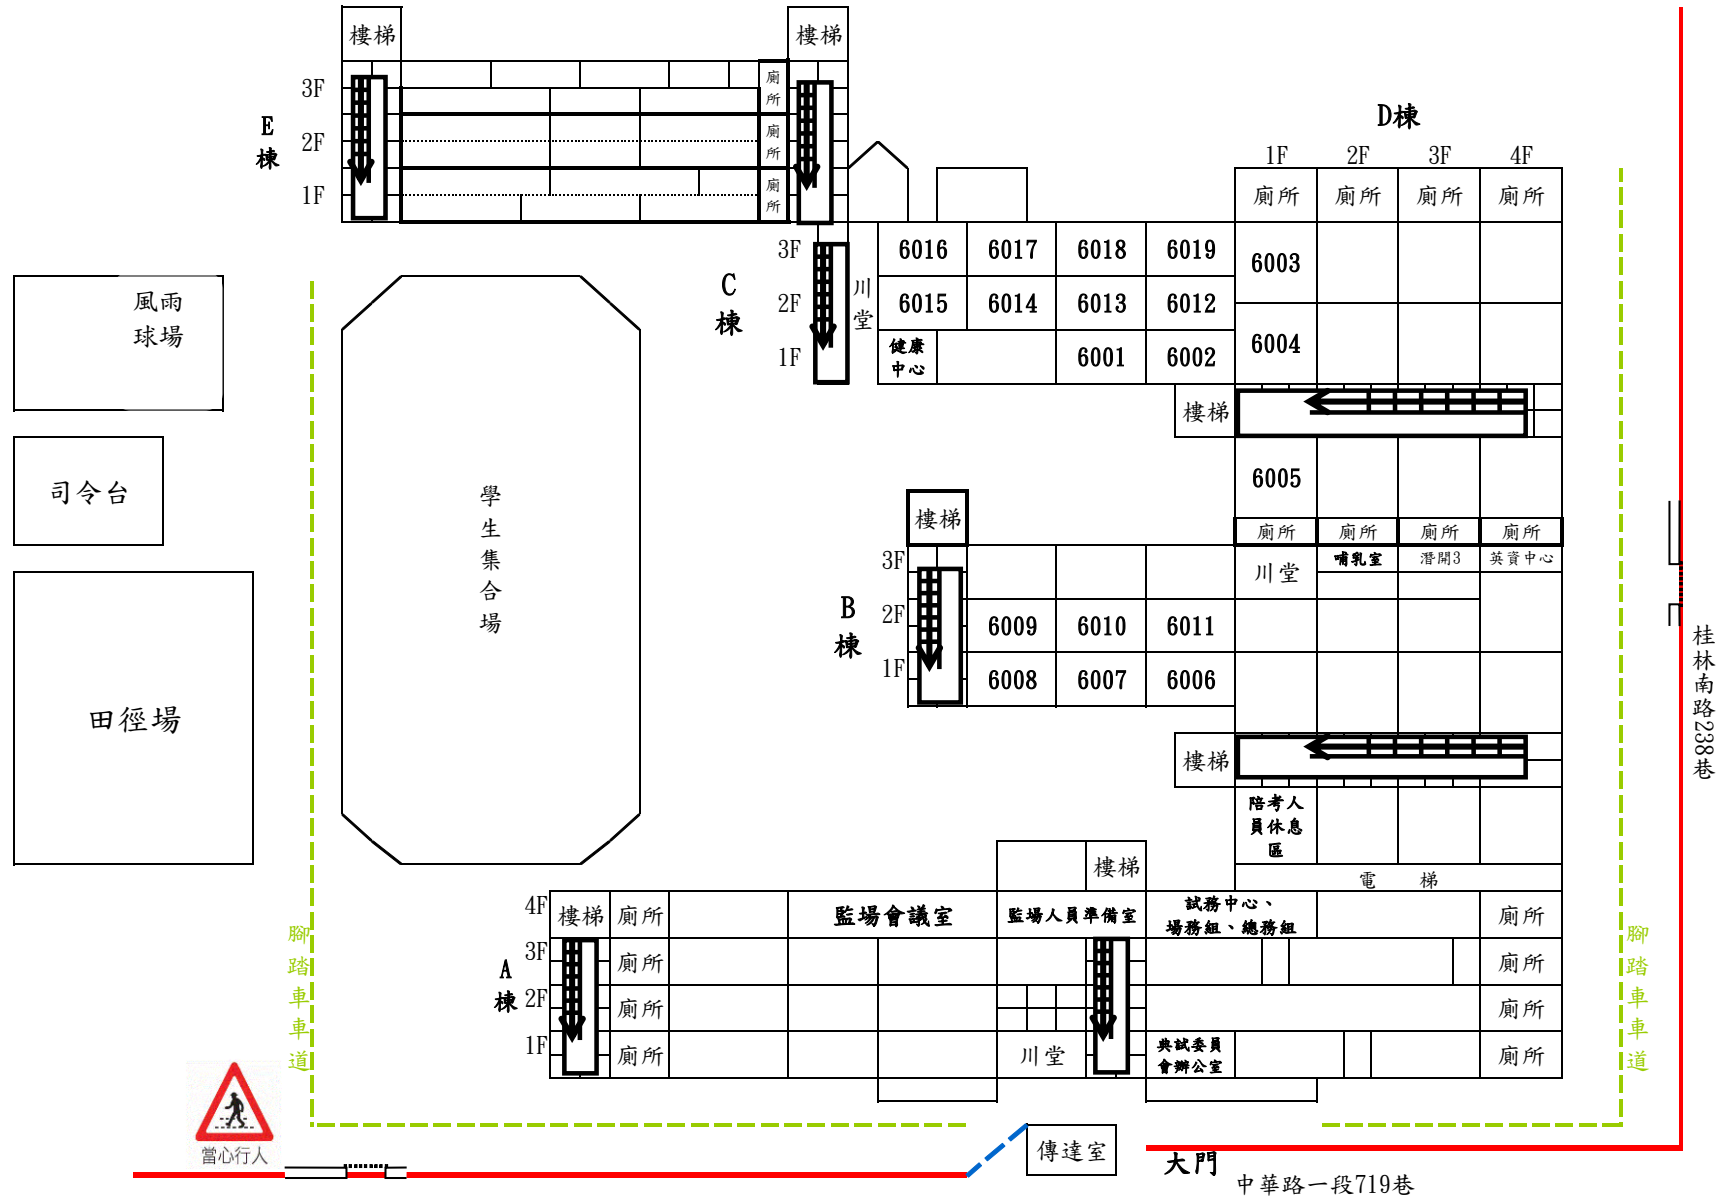 樓梯
樓梯
3F
廁所
E棟
2F
廁所
1F
廁所
D棟
1F 2F 3F 4F
廁所 廁所 廁所 廁所
C棟
3F
川堂
6016 6017 6018 6019
6003
2F
6015 6014 6013 6012
6004
1F
健康中心
6001 6002
樓梯
6005
風雨球場
司令台
田徑場
學生集合場
樓梯
廁所 廁所 廁所 廁所
3F
川堂
哺乳室
潛開3
英資中心
B棟
2F
6009 6010 6011
1F
6008 6007 6006
樓梯
陪考人員休息區
電梯
樓梯
A棟
4F
樓梯
廁所
監場會議室
監場人員準備室
試務中心、
場務組、總務組
廁所
3F
廁所
廁所
2F
廁所
廁所
1F
廁所
川堂
典試委員
會辦公室
廁所
腳踏車車道
腳踏車車道
桂林南路238巷
當心行人
傳達室
大門
中華路一段719巷